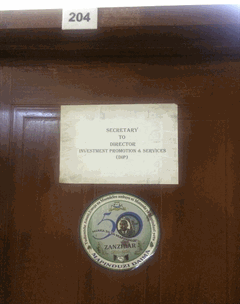 204
SECRETARY
TO
DIRECTOR
INVESTMENT PROMOTION & SERVICES
(DIP)
50
ZANZIBAR
MAPINDUZI DAIMA